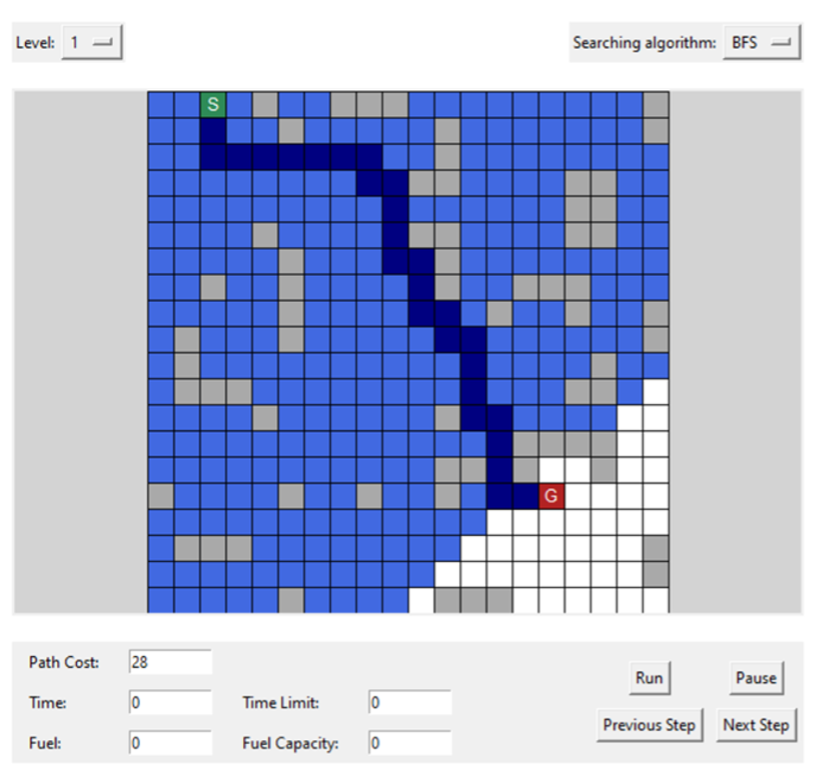 Level: 1 Searching algorithm: BFS
S
G
Path Cost: 28 Run Pause
Time: 0 Time Limit: 0
Previous Step Next Step
Fuel: 0 Fuel Capacity: 0